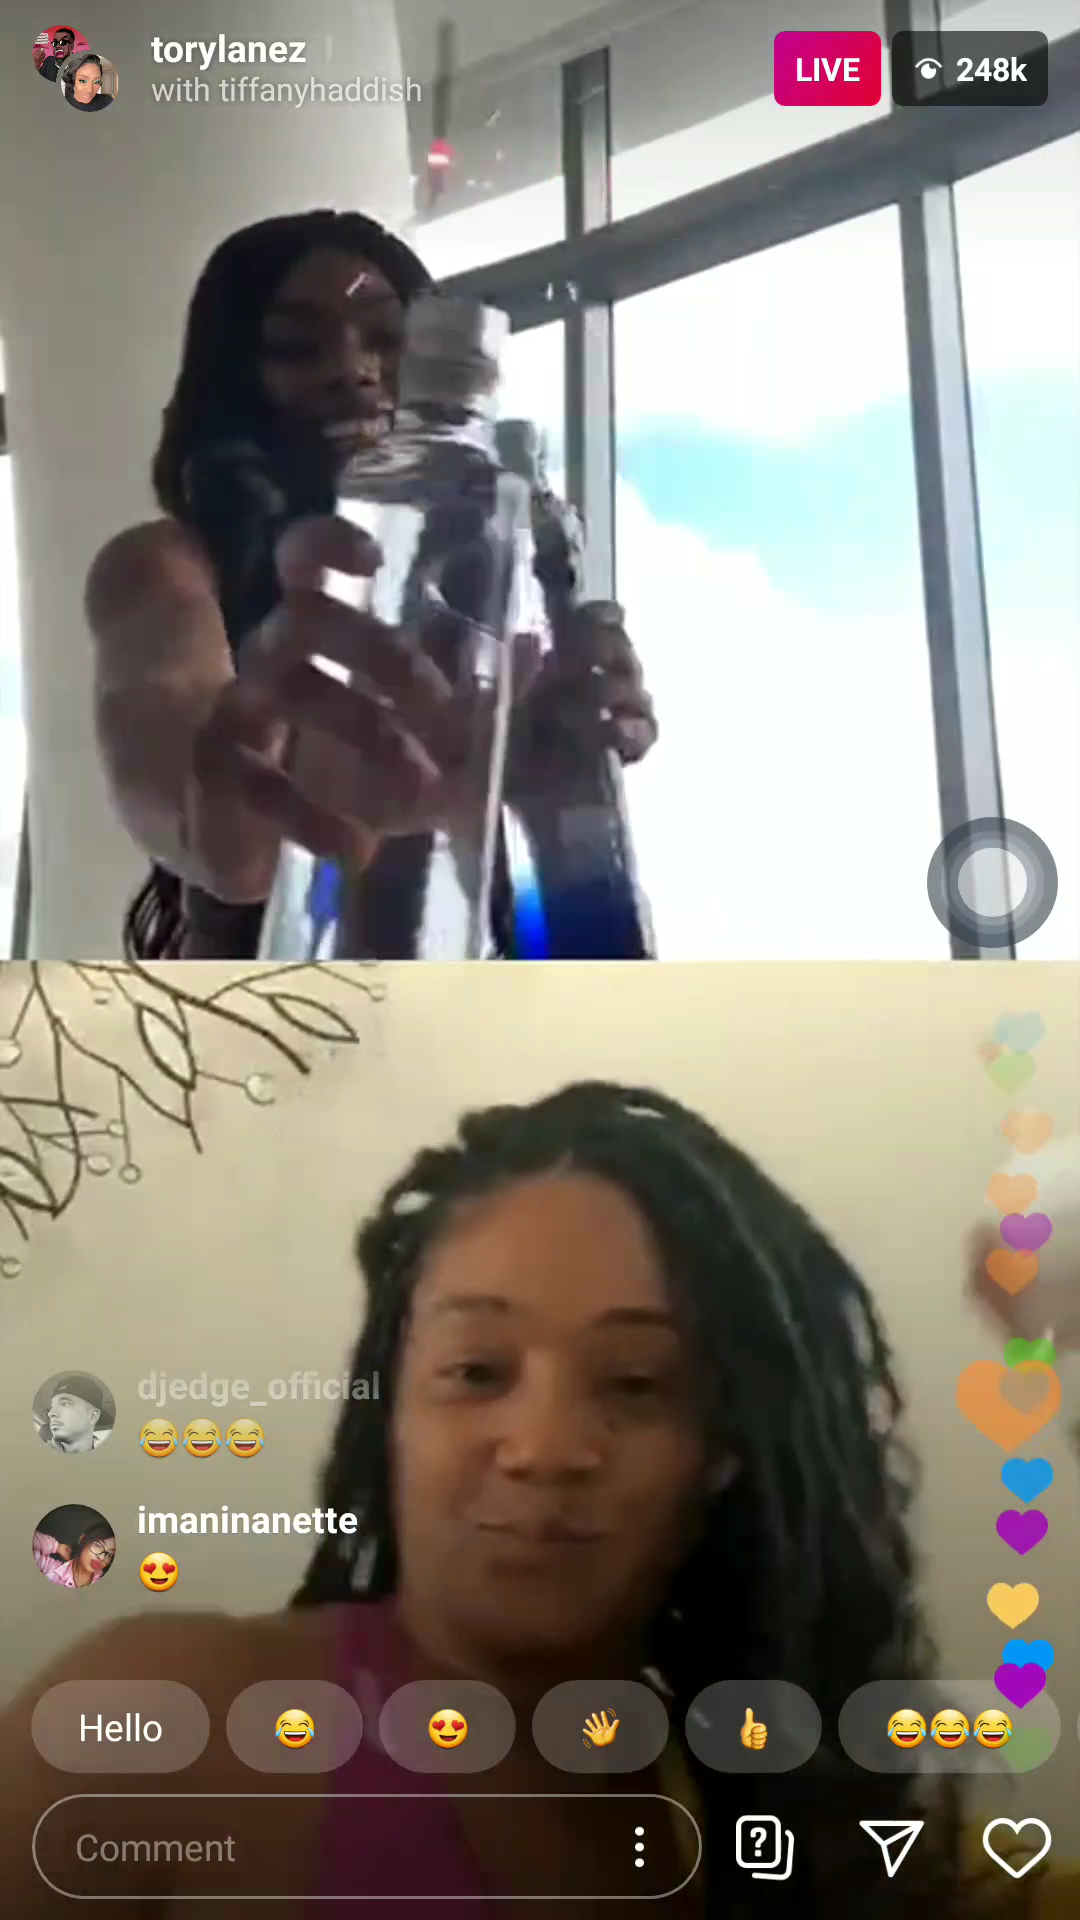 torylanez
with tiffanyhaddish
LIVE
248k
djedge_official
😂😂😂
imaninanette
😍
Hello
😂
😍
👋
👍
😂😂😂
Comment